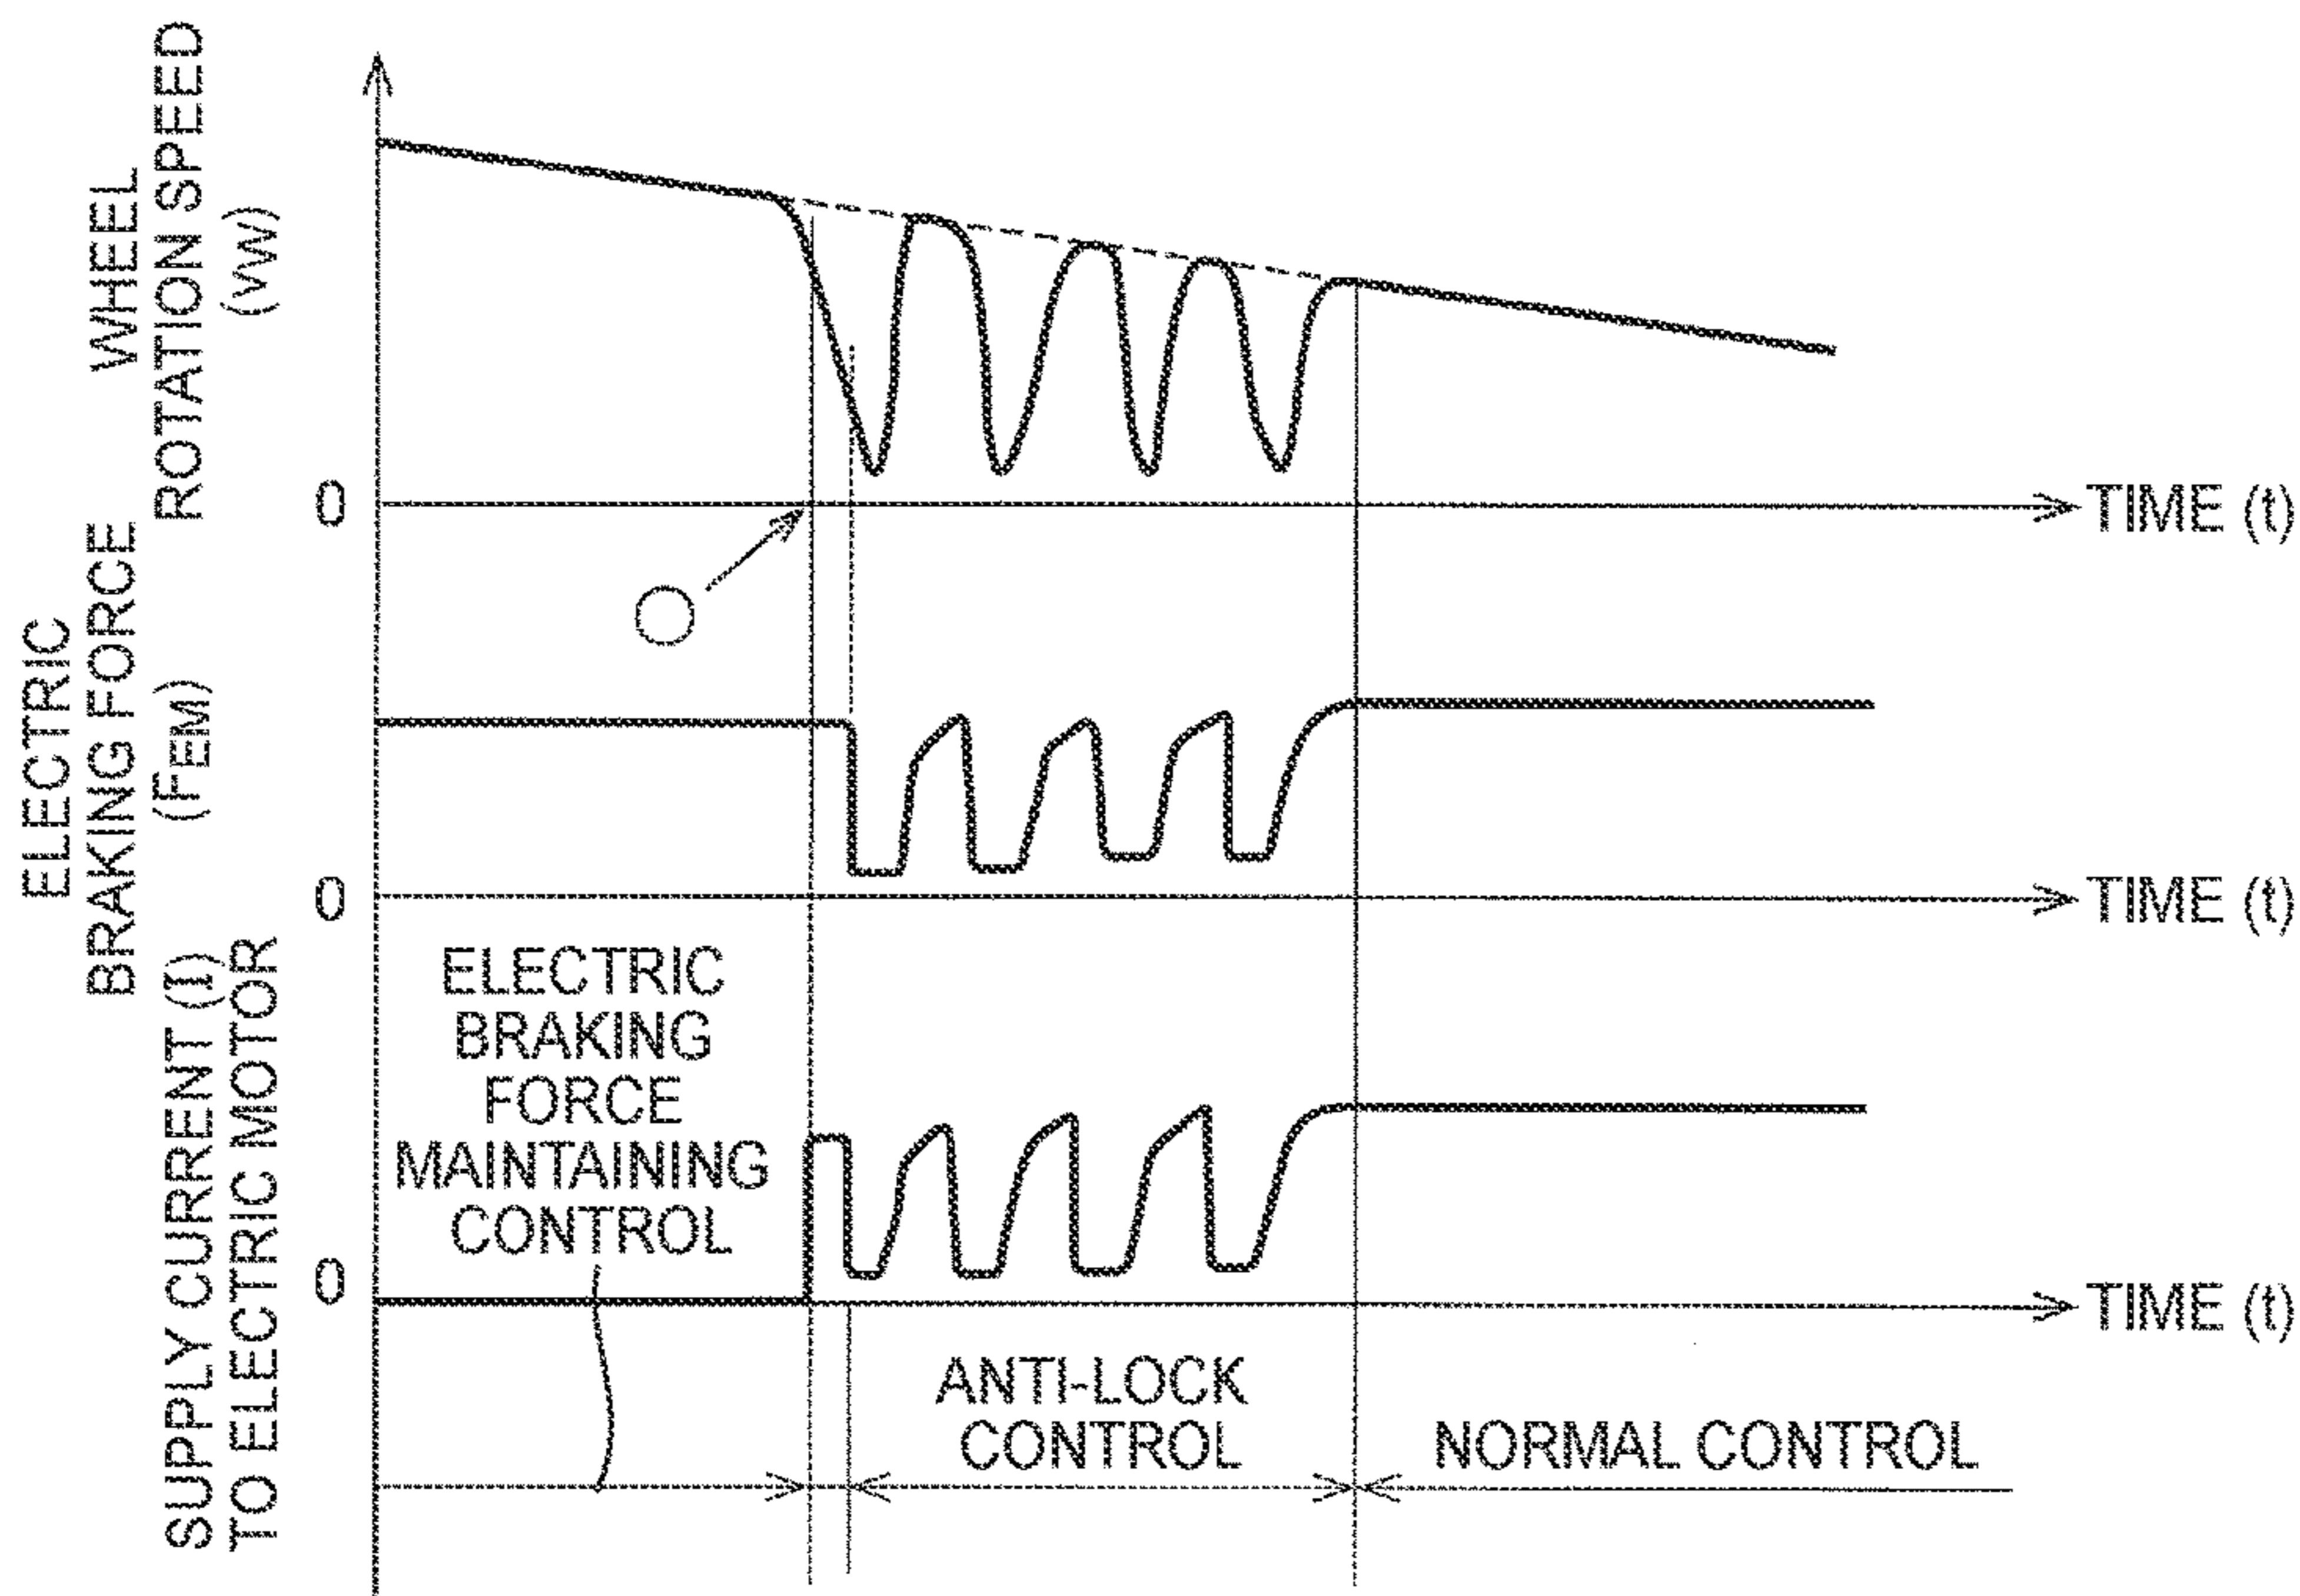 WHEEL
ROTATION SPEED
(vw)
0
TIME (t)
ELECTRIC
BRAKING FORCE
(FEM)
0
TIME (t)
SUPPLY CURRENT (I)
TO ELECTRIC MOTOR
0
TIME (t)
ELECTRIC
BRAKING
FORCE
MAINTAINING
CONTROL
ANTI-LOCK
CONTROL
NORMAL CONTROL